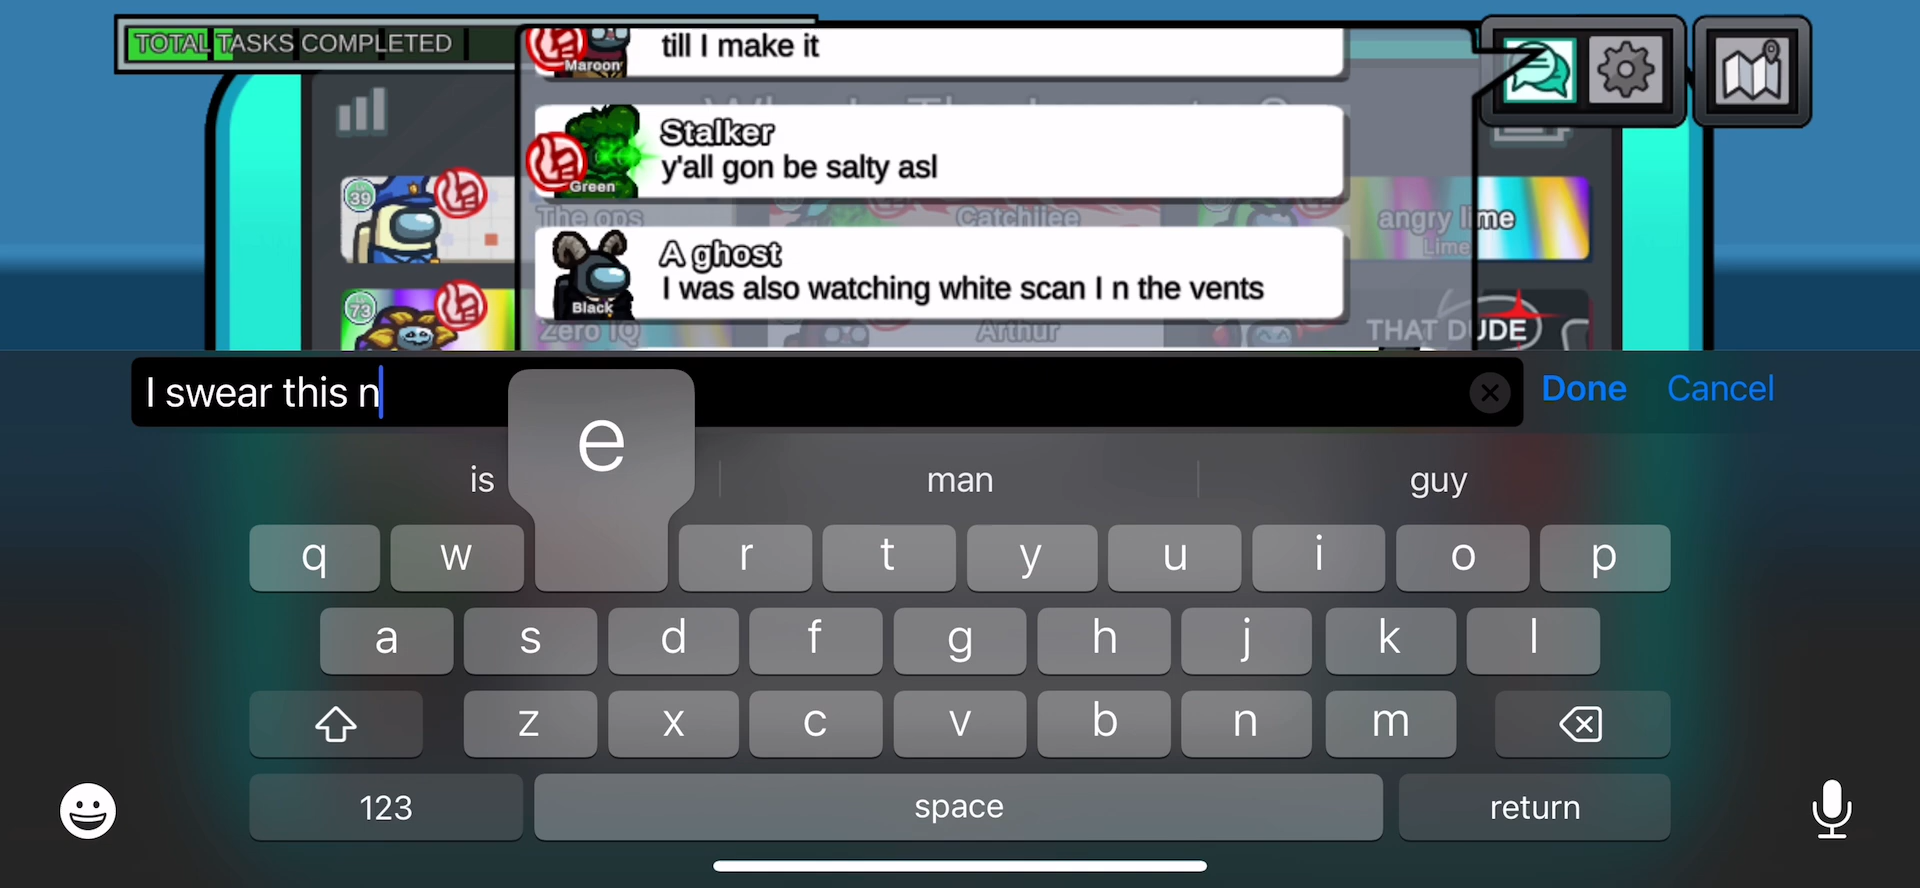 TOTAL TASKS COMPLETED
till I make it
Maroon
Stalker
y'all gon be salty asl
Green
39
The ops
Catchilee
angry lime
Lime
A ghost
I was also watching white scan I n the vents
Black
73
Zero IQ
Arthur
THAT DUDE
I swear this n
Done
Cancel
e
is
man
guy
q w r t y u i o p
a s d f g h j k l
z x c v b n m
123
space
return